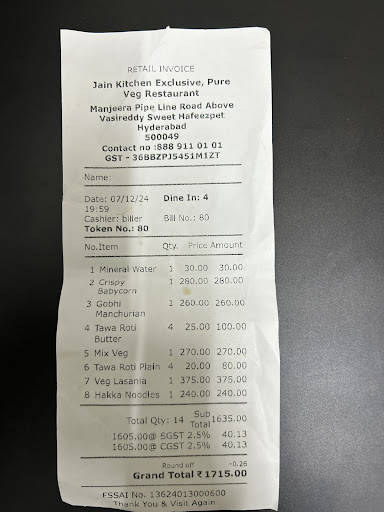 RETAIL INVOICE
Jain Kitchen Exclusive, Pure
Veg Restaurant
Manjeera Pipe Line Road Above
Vasireddy Sweet Hafeezpet
Hyderabad
500049
Contact no :888 911 01 01
GST - 36BBZPJ5451M1ZT
Name:
Date: 07/12/24 Dine In: 4
19:59
Cashier: biller Bill No.: 80
Token No.: 80
No.Item Qty. Price Amount
1 Mineral Water 1 30.00 30.00
2 Crispy 1 280.00 280.00
Babycorn
3 Gobhi 1 260.00 260.00
Manchurian
4 Tawa Roti 4 25.00 100.00
Butter
5 Mix Veg 1 270.00 270.00
6 Tawa Roti Plain 4 20.00 80.00
7 Veg Lasania 1 375.00 375.00
8 Hakka Noodles 1 240.00 240.00
Total Qty: 14 Sub 1635.00
Total
1605.00@ SGST 2.5% 40.13
1605.00@ CGST 2.5% 40.13
Round off -0.26
Grand Total ₹ 1715.00
FSSAI No. 13624013000600
Thank You & Visit Again